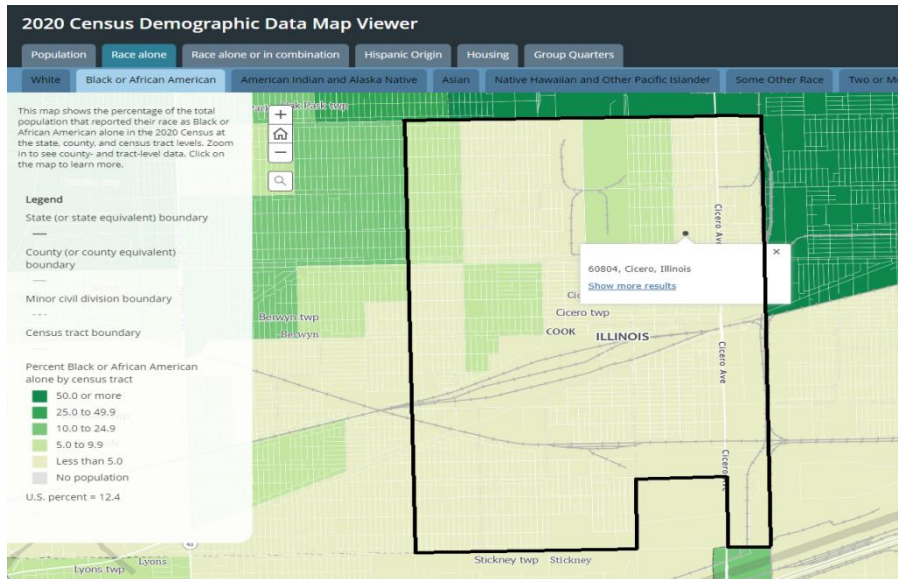 2020 Census Demographic Data Map Viewer
Population Race alone Race alone or in combination Hispanic Origin Housing Group Quarters
White Black or African American American Indian and Alaska Native Asian Native Hawaiian and Other Pacific Islander Some Other Race Two or M
This map shows the percentage of the total
population that reported their race as Black or
African American alone in the 2020 Census at
the state, county, and census tract levels. Zoom
in to see county- and tract-level data. Click on
the map to learn more.
Legend
State (or state equivalent) boundary
County (or county equivalent)
boundary
Minor civil division boundary
Census tract boundary
Percent Black or African American
alone by census tract
50.0 or more
25.0 to 49.9
10.0 to 24.9
5.0 to 9.9
Less than 5.0
No population
U.S. percent = 12.4
Park twp
Cicero Ave
60804, Cicero, Illinois
Show more results
Cicero twp
Berwyn twp
Berwyn
COOK
ILLINOIS
Cicero Ave
Cicero Ave
43
Lyons
Lyons twp
Stickney twp Stickney